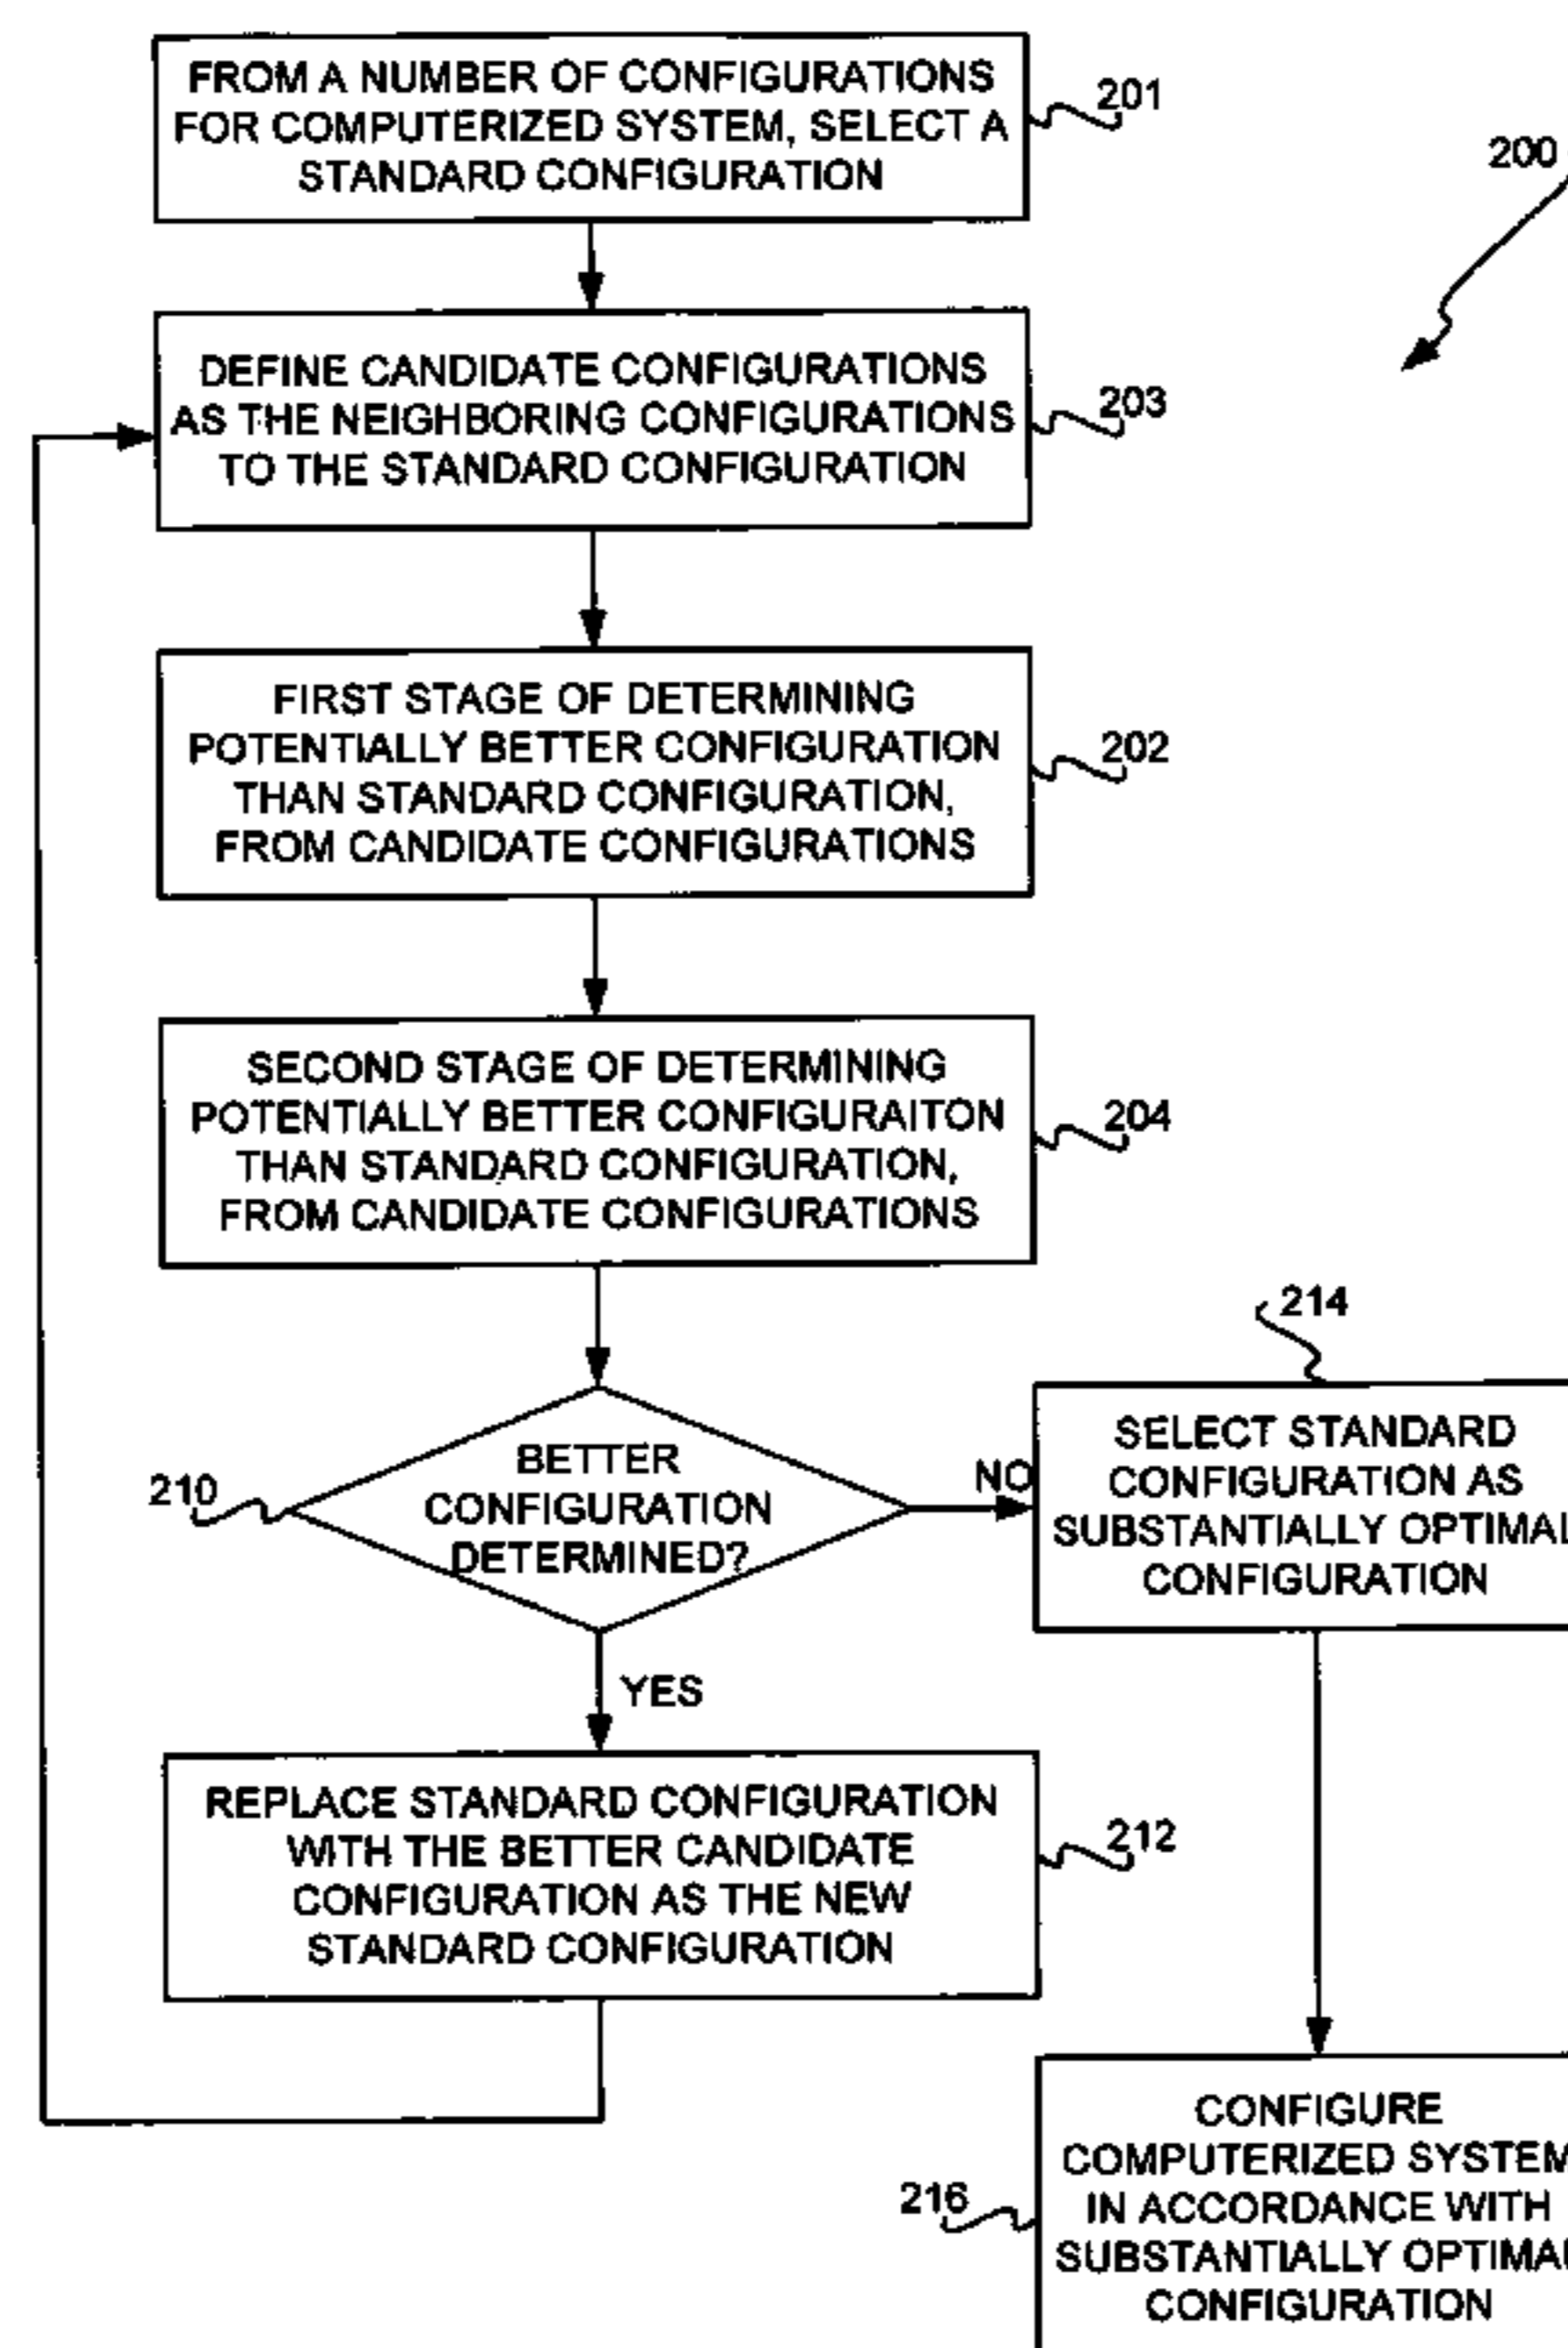 FROM A NUMBER OF CONFIGURATIONS
FOR COMPUTERIZED SYSTEM, SELECT A
STANDARD CONFIGURATION
201
200
DEFINE CANDIDATE CONFIGURATIONS
AS THE NEIGHBORING CONFIGURATIONS
TO THE STANDARD CONFIGURATION
203
FIRST STAGE OF DETERMINING
POTENTIALLY BETTER CONFIGURATION
THAN STANDARD CONFIGURATION,
FROM CANDIDATE CONFIGURATIONS
202
SECOND STAGE OF DETERMINING
POTENTIALLY BETTER CONFIGURAITON
THAN STANDARD CONFIGURATION,
FROM CANDIDATE CONFIGURATIONS
204
214
BETTER
CONFIGURATION
DETERMINED?
210
NO
SELECT STANDARD
CONFIGURATION AS
SUBSTANTIALLY OPTIMAL
CONFIGURATION
YES
REPLACE STANDARD CONFIGURATION
WITH THE BETTER CANDIDATE
CONFIGURATION AS THE NEW
STANDARD CONFIGURATION
212
CONFIGURE
COMPUTERIZED SYSTEM
IN ACCORDANCE WITH
SUBSTANTIALLY OPTIMAL
CONFIGURATION
216